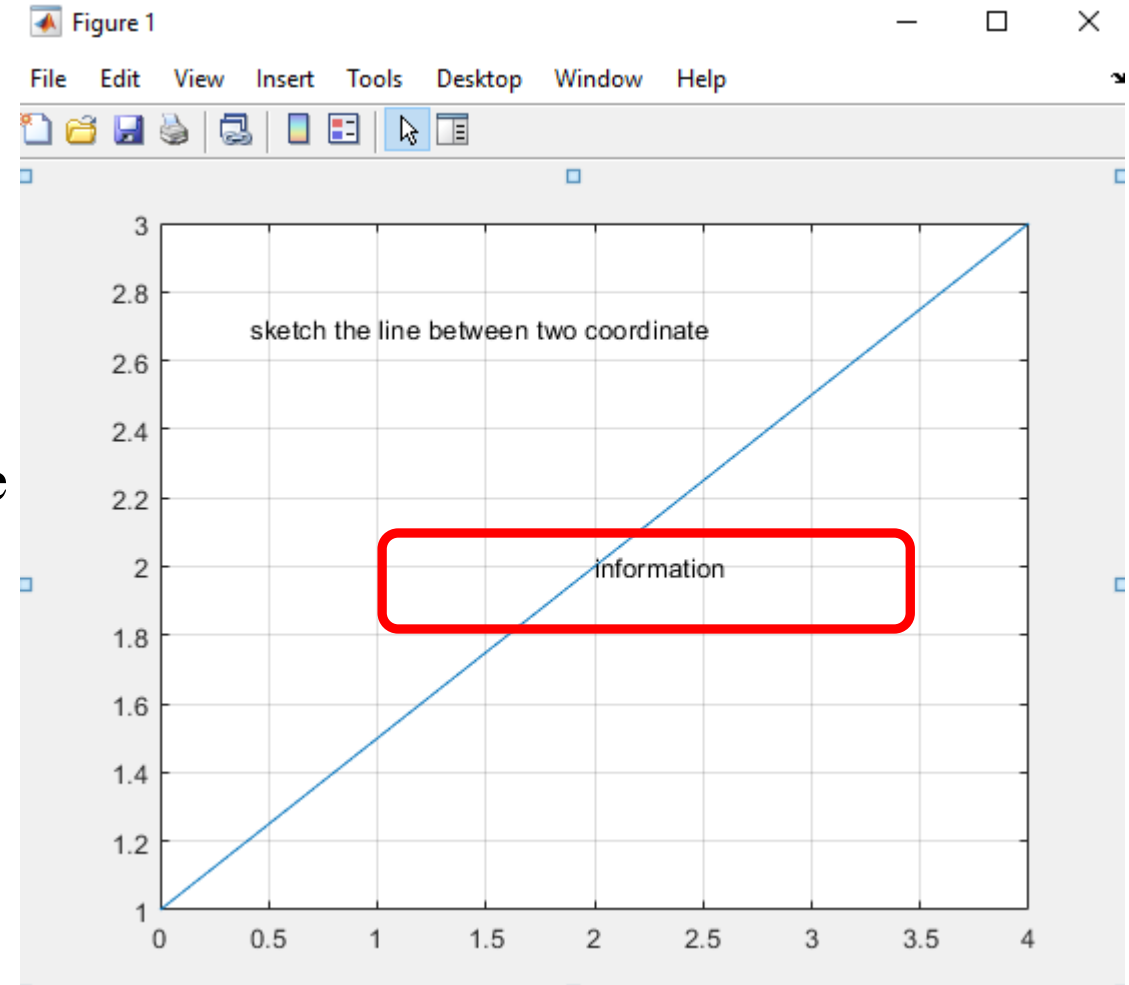 Figure 1
File Edit View Insert Tools Desktop Window Help
3
2.8
sketch the line between two coordinate
2.6
2.4
e
2.2
2
information
1.8
1.6
1.4
1.2
1
0 0.5 1 1.5 2 2.5 3 3.5 4